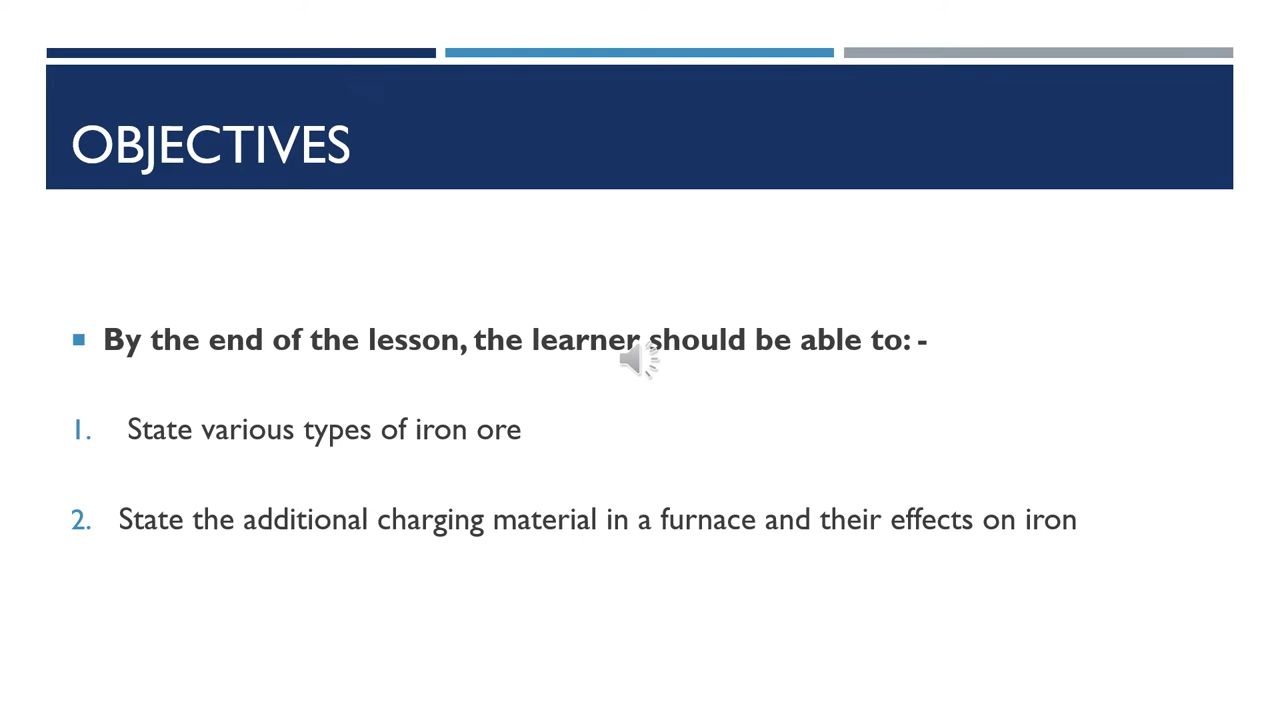 OBJECTIVES
By the end of the lesson, the learner should be able to: -
1. State various types of iron ore
2. State the additional charging material in a furnace and their effects on iron